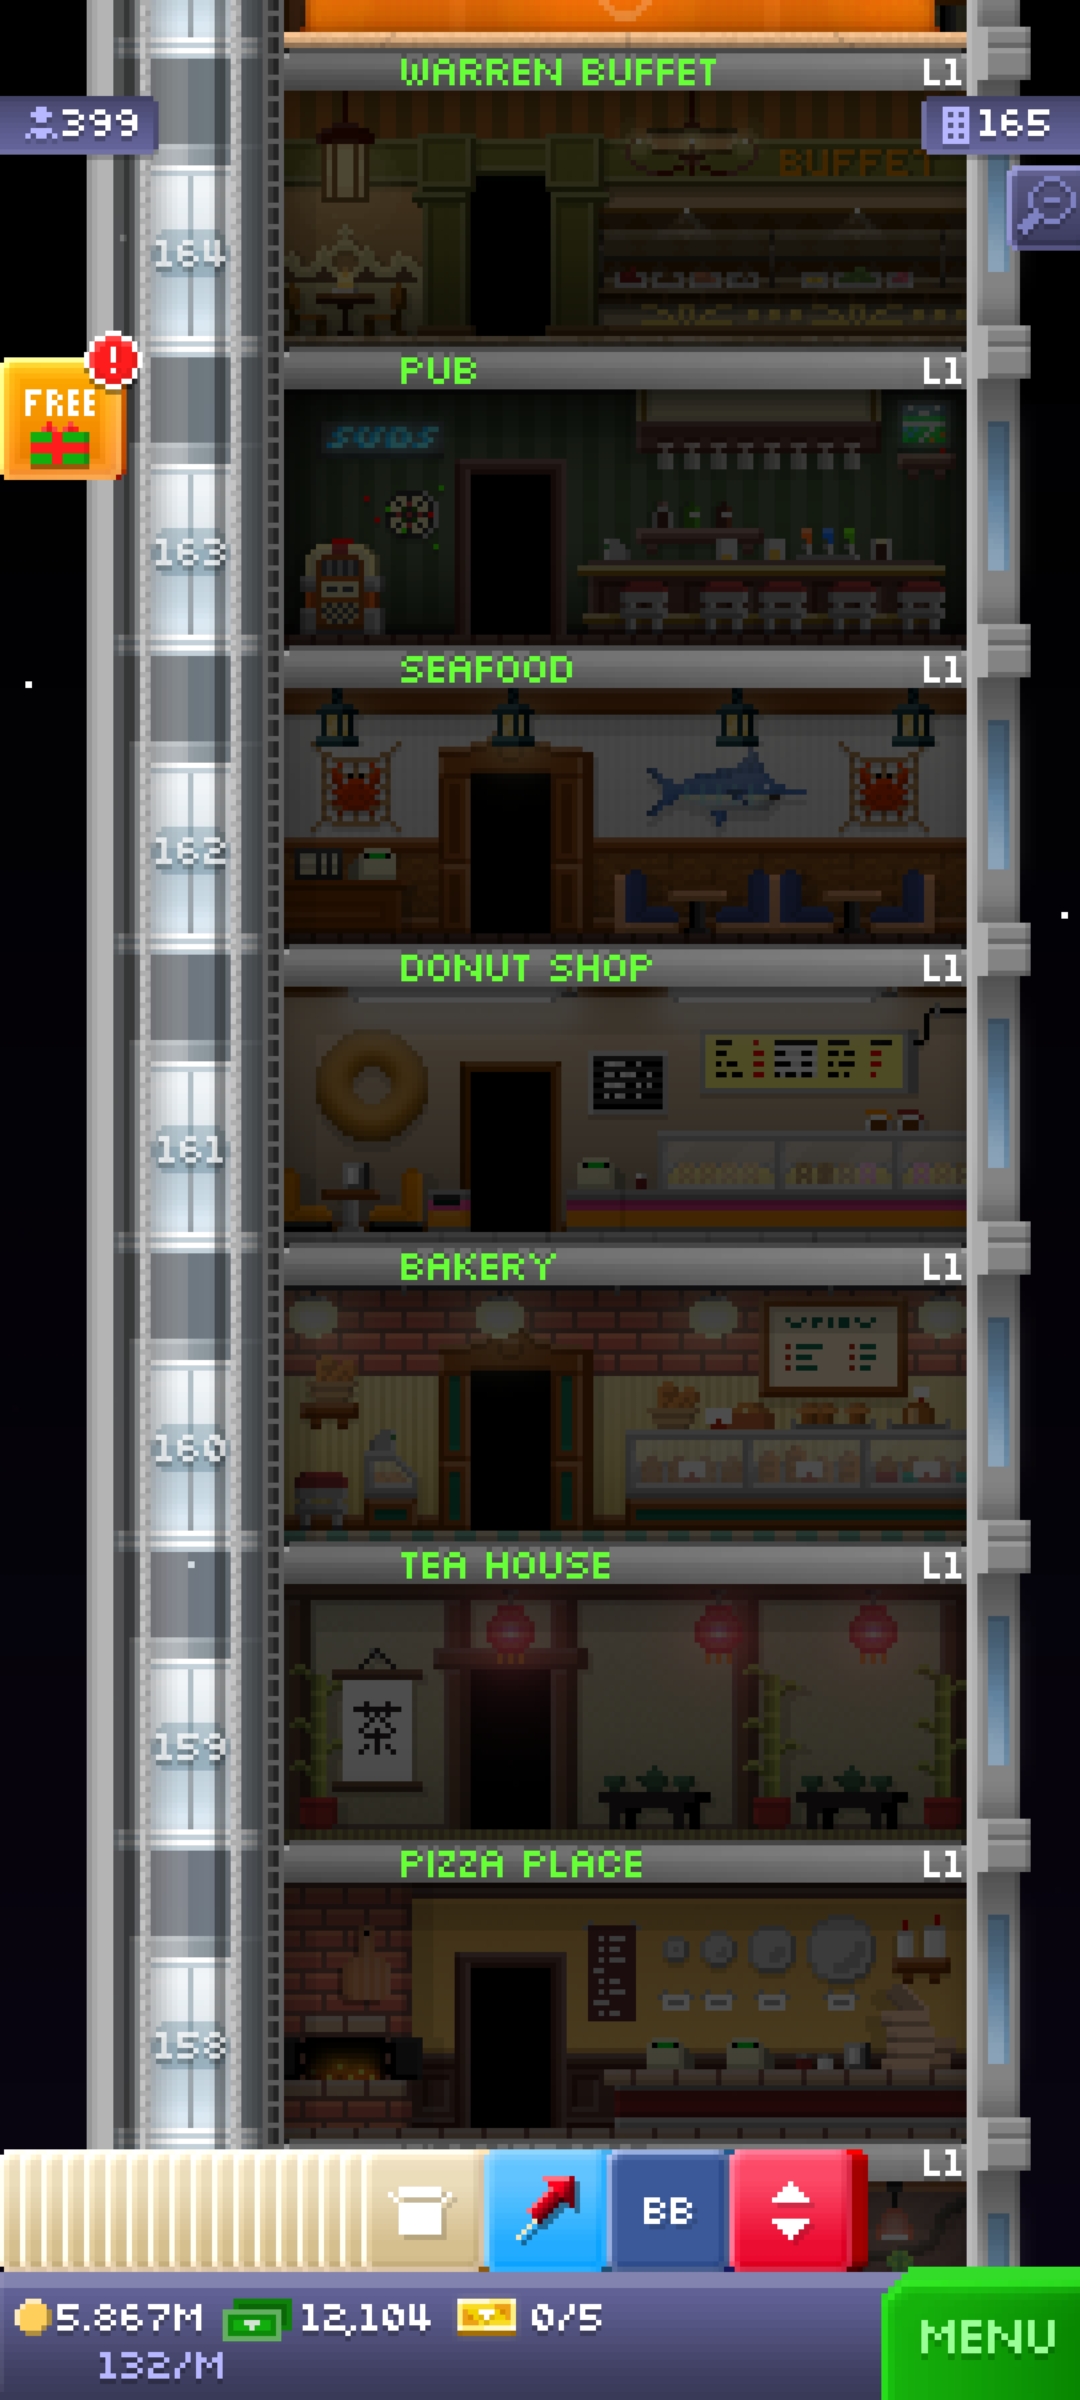 WARREN BUFFET L1
399
165
BUFFET
164
PUB L1
FREE
!
SUDS
163
SEAFOOD L1
162
DONUT SHOP L1
161
BAKERY L1
160
TEA HOUSE L1
茶
159
PIZZA PLACE L1
158
L1
BB
5.867M 12,104 0/5
132/M
MENU